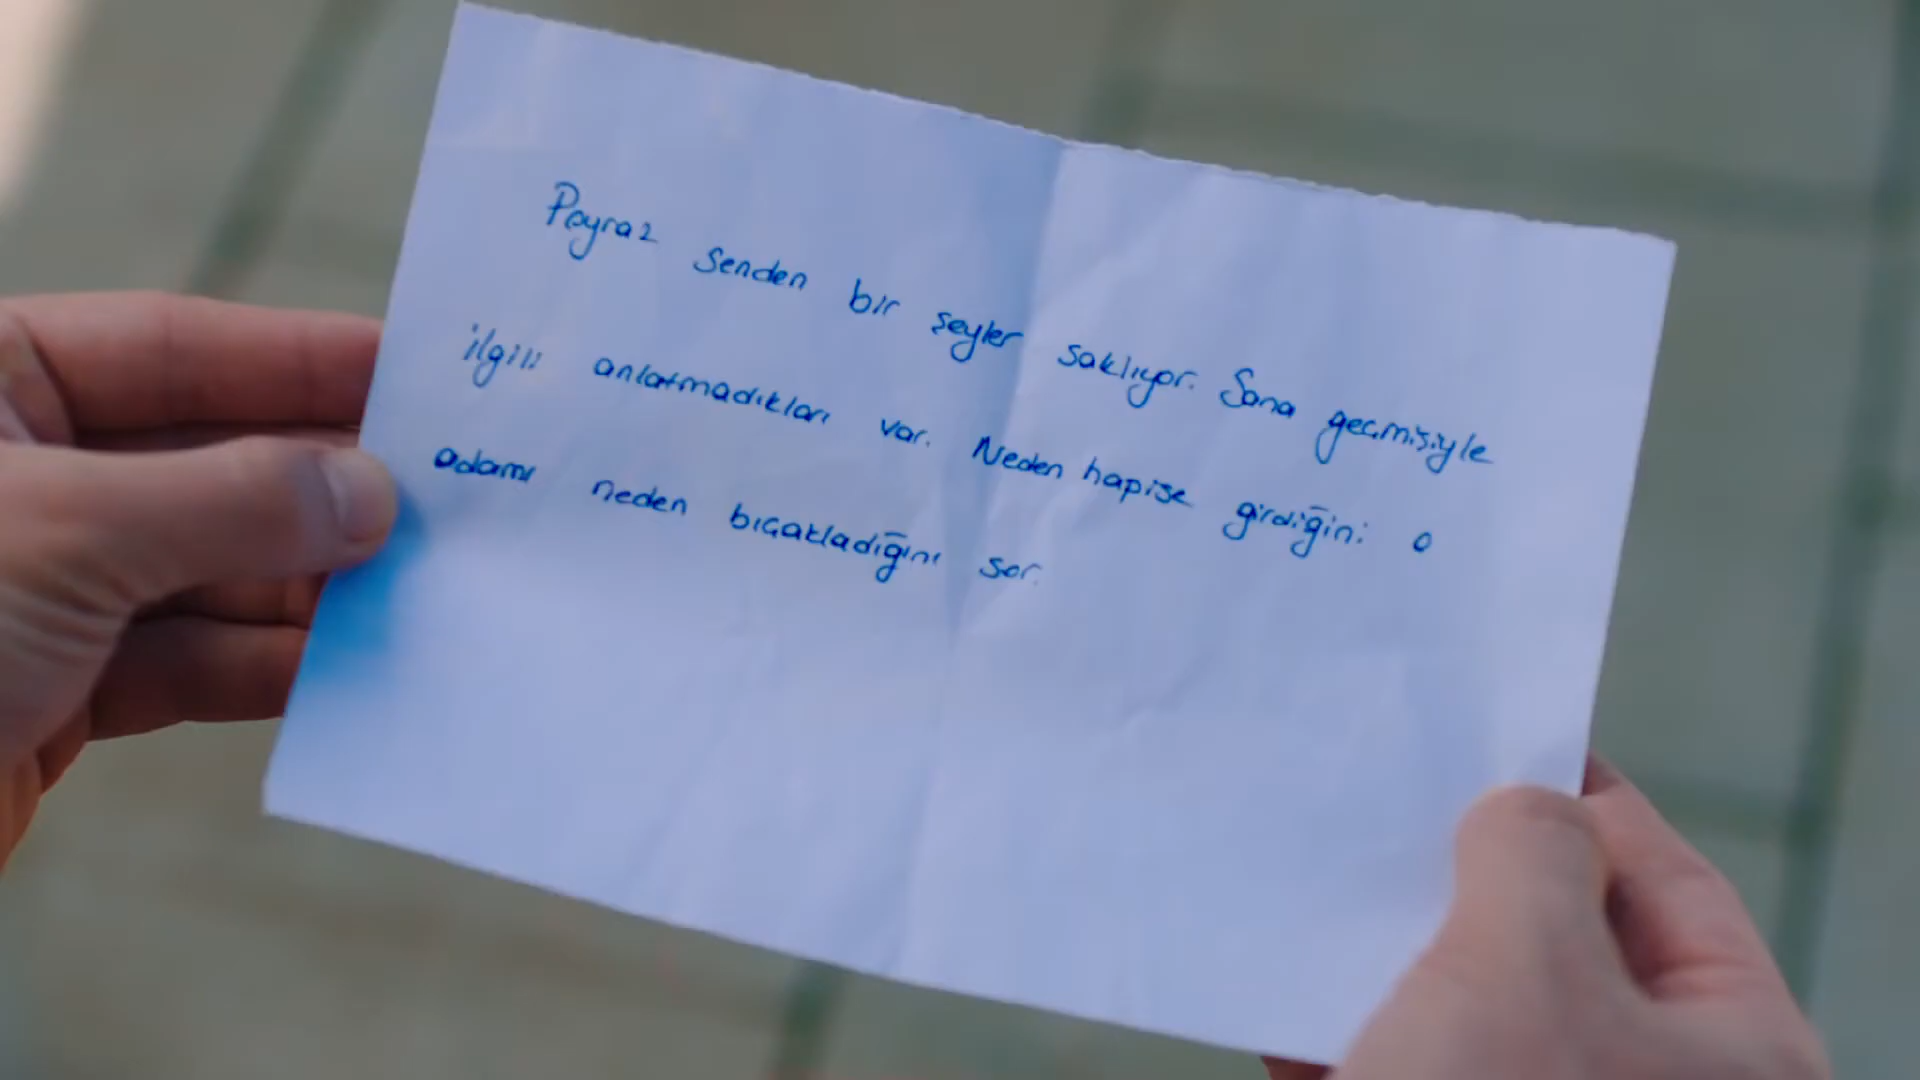 Poyraz senden bir şeyler saklıyor. Sana geçmişiyle
ilgili anlatmadıkları var. Neden hapise girdiğini o
adamı neden bıçakladığını sor.